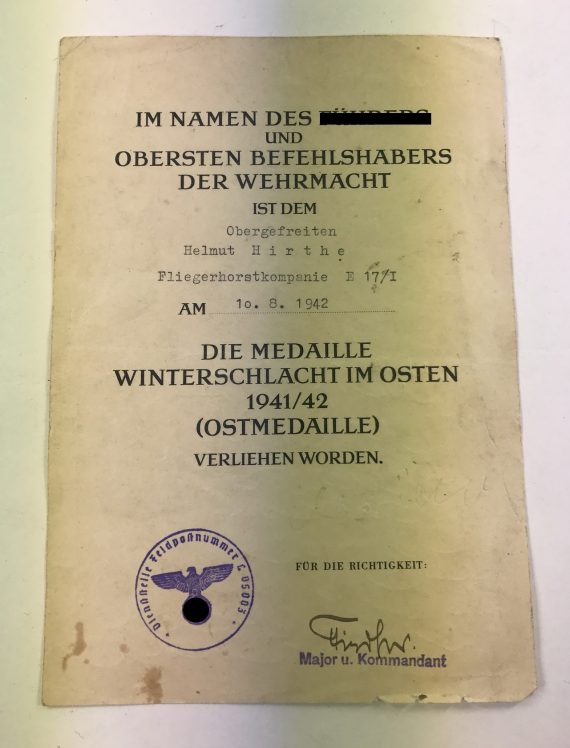 IM NAMEN DES
UND
OBERSTEN BEFEHLSHABERS
DER WEHRMACHT
IST DEM
Obergefreiten
Helmut H i r t h e
Fliegerhorstkompanie E 17/I
AM 10. 8. 1942
DIE MEDAILLE
WINTERSCHLACHT IM OSTEN
1941/42
(OSTMEDAILLE)
VERLIEHEN WORDEN.
Dienststelle Feldpostnummer L 05003
FÜR DIE RICHTIGKEIT:
Major u. Kommandant